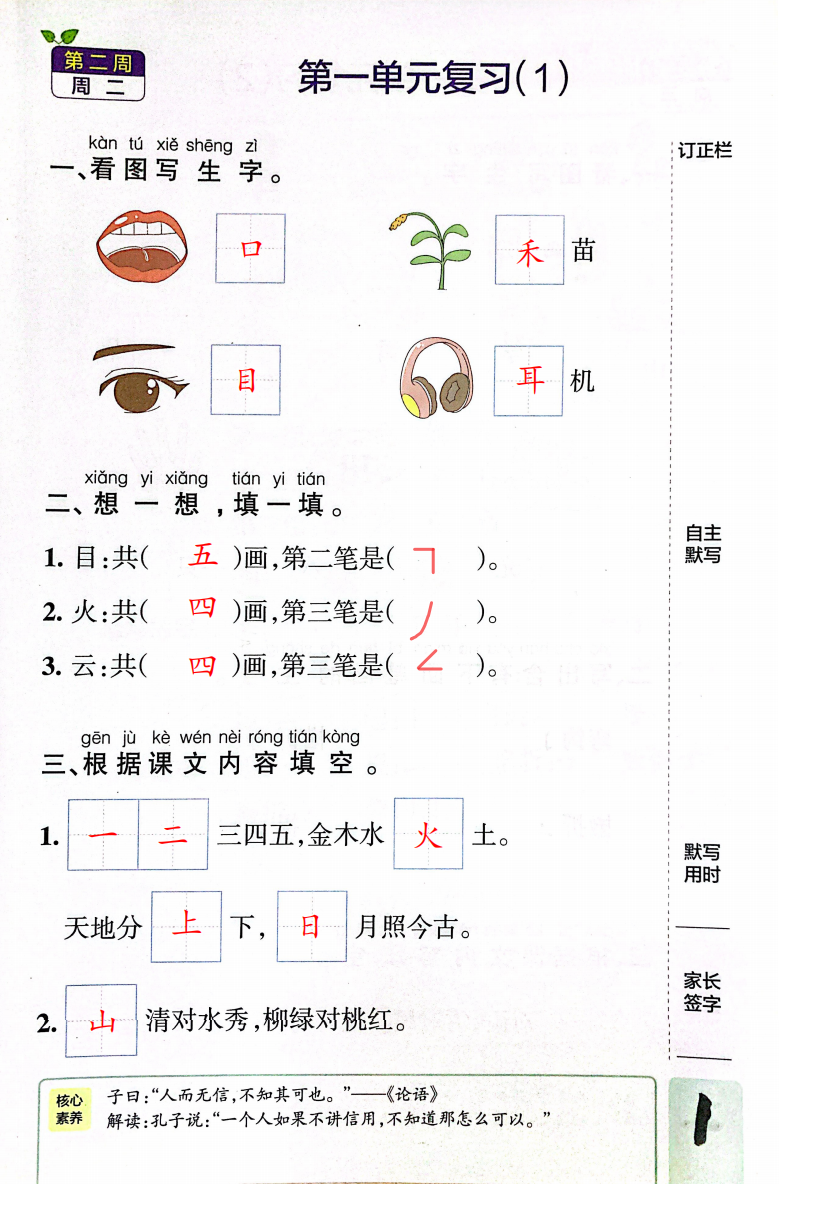 第二周
周二
第一单元复习(1)
订正栏
kàn tú xiě shēng zì
一、看图写生字。
口
禾苗
目
耳机
xiǎng yi xiǎng tián yi tián
二、想一想,填一填。
1. 目:共(五)画,第二笔是(𠃍)。
2. 火:共(四)画,第三笔是(丿)。
3. 云:共(四)画,第三笔是(𠃋)。
自主
默写
gēn jù kè wén nèi róng tián kòng
三、根据课文内容填空。
1. 一二三四五,金木水火土。
天地分上下,日月照今古。
2. 山清对水秀,柳绿对桃红。
默写
用时
家长
签字
核心
素养
子曰:“人而无信,不知其可也。”——《论语》
解读:孔子说:“一个人如果不讲信用,不知道那怎么可以。”
1